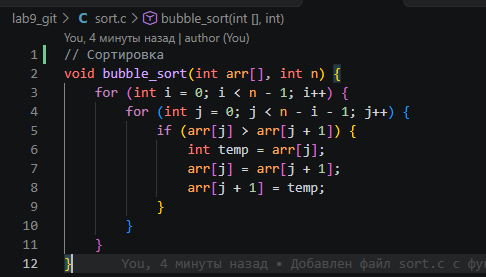 lab9_git > C sort.c > bubble_sort(int [], int n)
You, 4 минуты назад | author (You)
1 // Сортировка
2 void bubble_sort(int arr[], int n) {
3 for (int i = 0; i < n - 1; i++) {
4 for (int j = 0; j < n - i - 1; j++) {
5 if (arr[j] > arr[j + 1]) {
6 int temp = arr[j];
7 arr[j] = arr[j + 1];
8 arr[j + 1] = temp;
9 }
10 }
11 }
12 } You, 4 минуты назад • Добавлен файл sort.c с